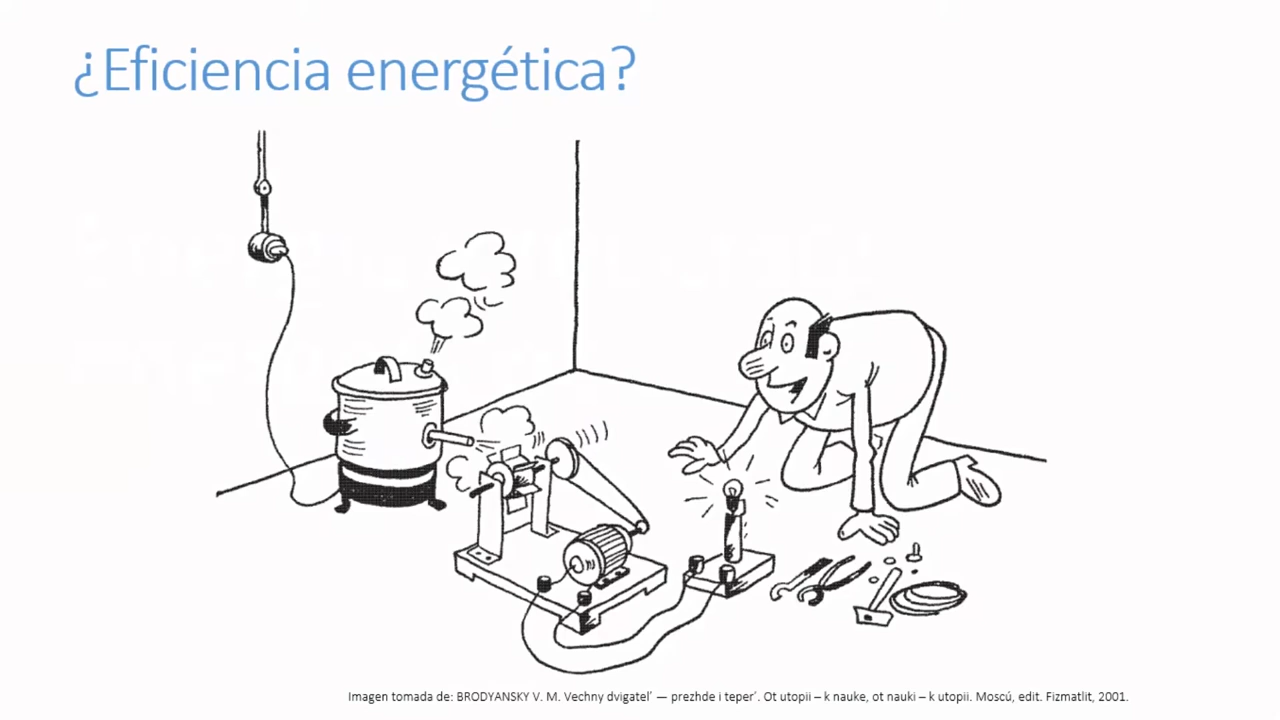 ¿Eficiencia energética?
Imagen tomada de: BRODYANSKY V. M. Vechny dvigatel’ — prezhde i teper’. Ot utopii – k nauke, ot nauki – k utopii. Moscú, edit. Fizmatlit, 2001.